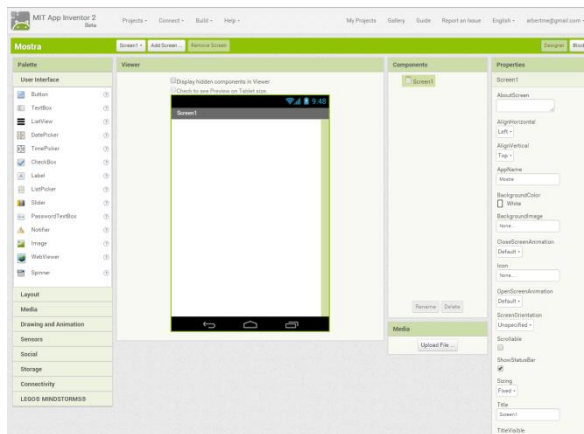 MIT App Inventor 2
Beta
Projects Connect Build Help
My Projects Gallery Guide Report an Issue English
Mostra
Screen1 Add Screen ... Remove Screen
Designer
Palette
User Interface
Button
TextBox
ListView
DatePicker
TimePicker
CheckBox
Label
ListPicker
Slider
PasswordTextBox
Notifier
Image
WebViewer
Spinner
Layout
Media
Drawing and Animation
Sensors
Social
Storage
Connectivity
LEGO® MINDSTORMS®
Viewer
Display hidden components in Viewer
Check to see Preview on Tablet size.
9:48
Screen1
Components
Screen1
Rename Delete
Media
Upload File ...
Properties
Screen1
AboutScreen
AlignHorizontal
Left
AlignVertical
Top
AppName
Mostra
BackgroundColor
White
BackgroundImage
None...
CloseScreenAnimation
Default
Icon
None...
OpenScreenAnimation
Default
ScreenOrientation
Unspecified
Scrollable
ShowStatusBar
Sizing
Fixed
Title
Screen1
TitleVisible